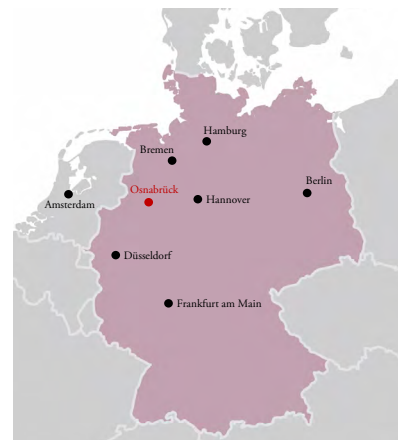 Hamburg
Bremen
Berlin
Osnabrück
Hannover
Amsterdam
Düsseldorf
Frankfurt am Main